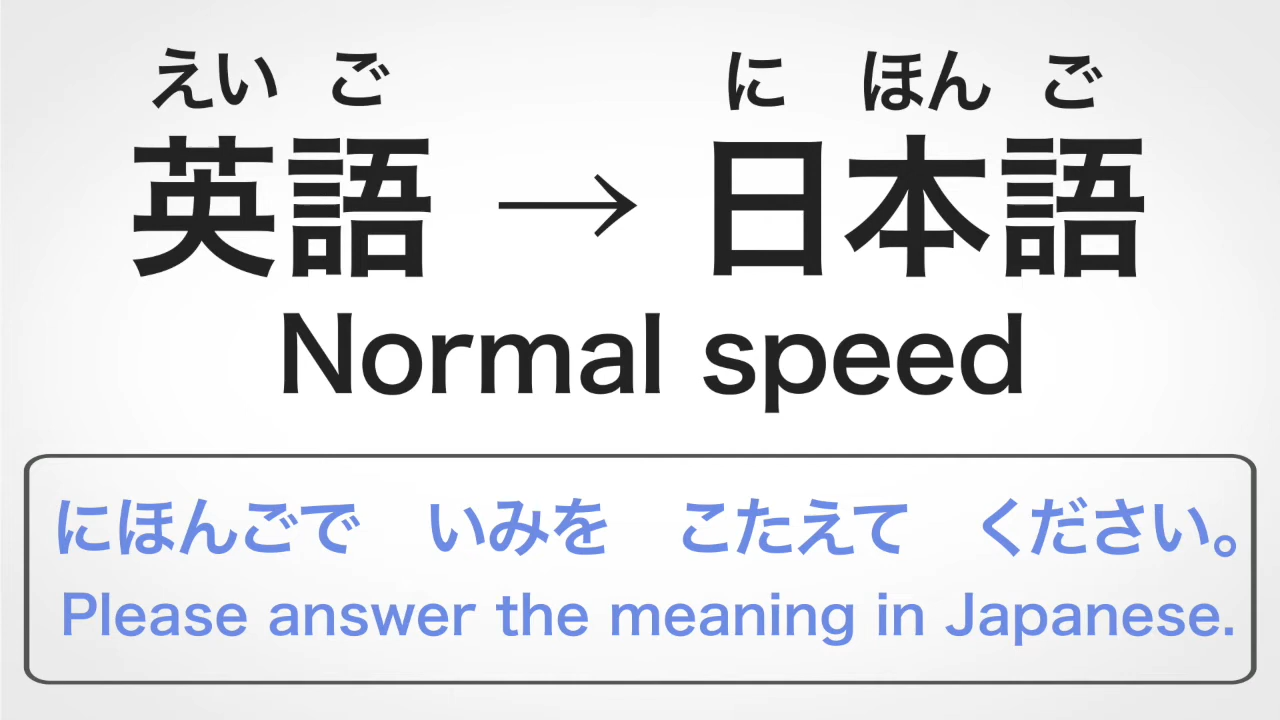 えい ご に ほん ご
英語 → 日本語
Normal speed
にほんごで いみを こたえて ください。
Please answer the meaning in Japanese.